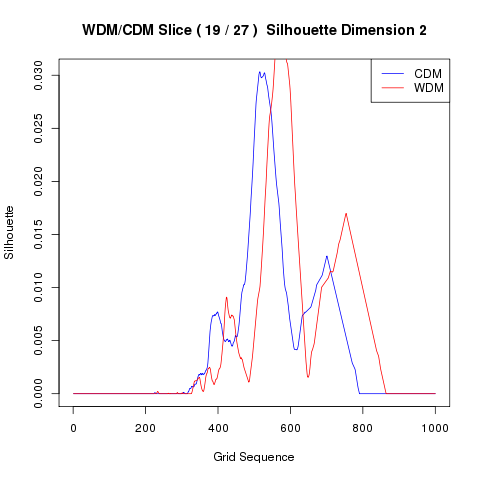 WDM/CDM Slice ( 19 / 27 )  Silhouette Dimension 2
CDM
WDM
Silhouette
0.030
0.025
0.020
0.015
0.010
0.005
0.000
0 200 400 600 800 1000
Grid Sequence